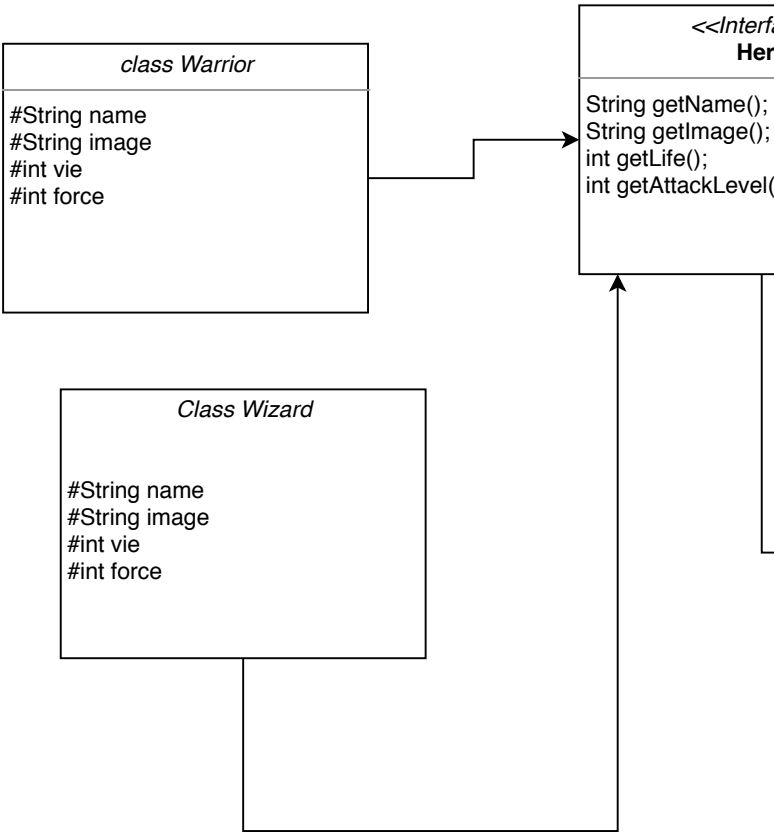 class Warrior
#String name
#String image
#int vie
#int force
<<Interfa
Her
String getName();
String getImage();
int getLife();
int getAttackLevel(
Class Wizard
#String name
#String image
#int vie
#int force